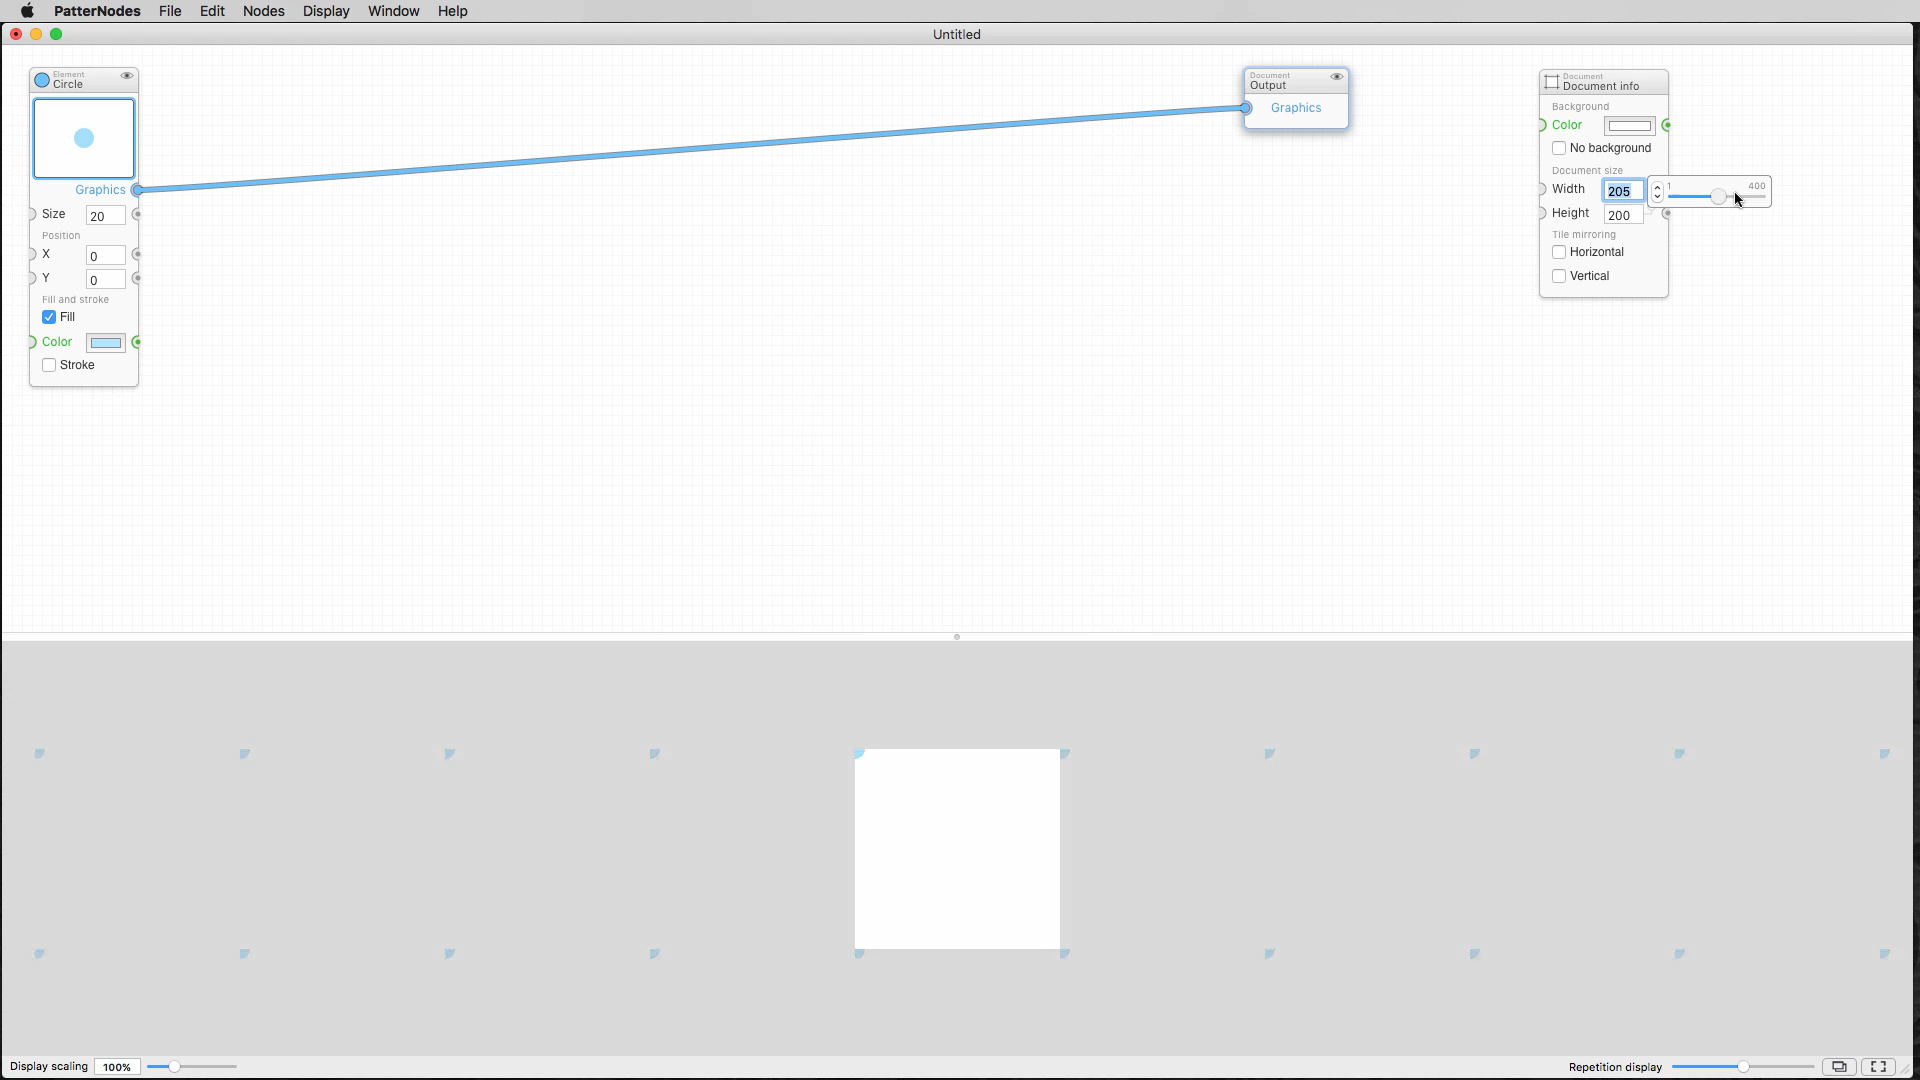 PatterNodes File Edit Nodes Display Window Help
Untitled
Element
Circle
Graphics
Size 20
Position
X 0
Y 0
Fill and stroke
Fill
Color
Stroke
Document
Output
Graphics
Document
Document info
Background
Color
No background
Document size
Width 205 1 400
Height 200
Tile mirroring
Horizontal
Vertical
Display scaling 100% Repetition display